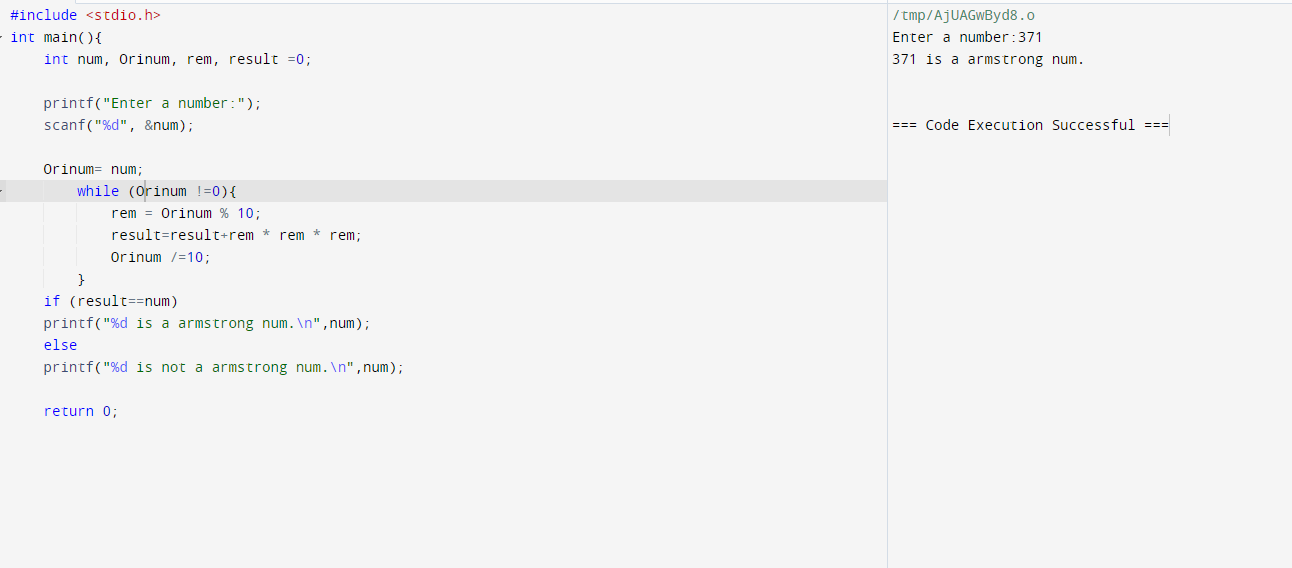 #include <stdio.h>
int main(){
    int num, Orinum, rem, result =0;
    printf("Enter a number:");
    scanf("%d", &num);
    Orinum= num;
        while (Orinum !=0){
            rem = Orinum % 10;
            result=result+rem * rem * rem;
            Orinum /=10;
        }
    if (result==num)
    printf("%d is a armstrong num.\n",num);
    else
    printf("%d is not a armstrong num.\n",num);
    return 0;
/tmp/AjUAGwByd8.o
Enter a number:371
371 is a armstrong num.
=== Code Execution Successful ===